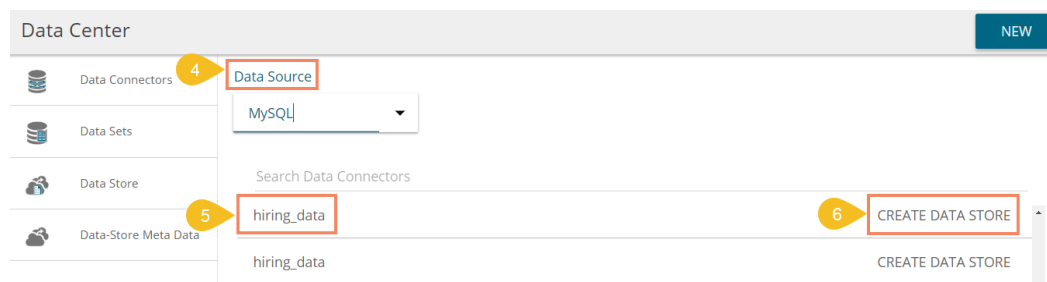 Data Center
NEW
Data Connectors
4
Data Source
MySQL
Data Sets
Search Data Connectors
Data Store
5
hiring_data
6
CREATE DATA STORE
Data-Store Meta Data
hiring_data
CREATE DATA STORE